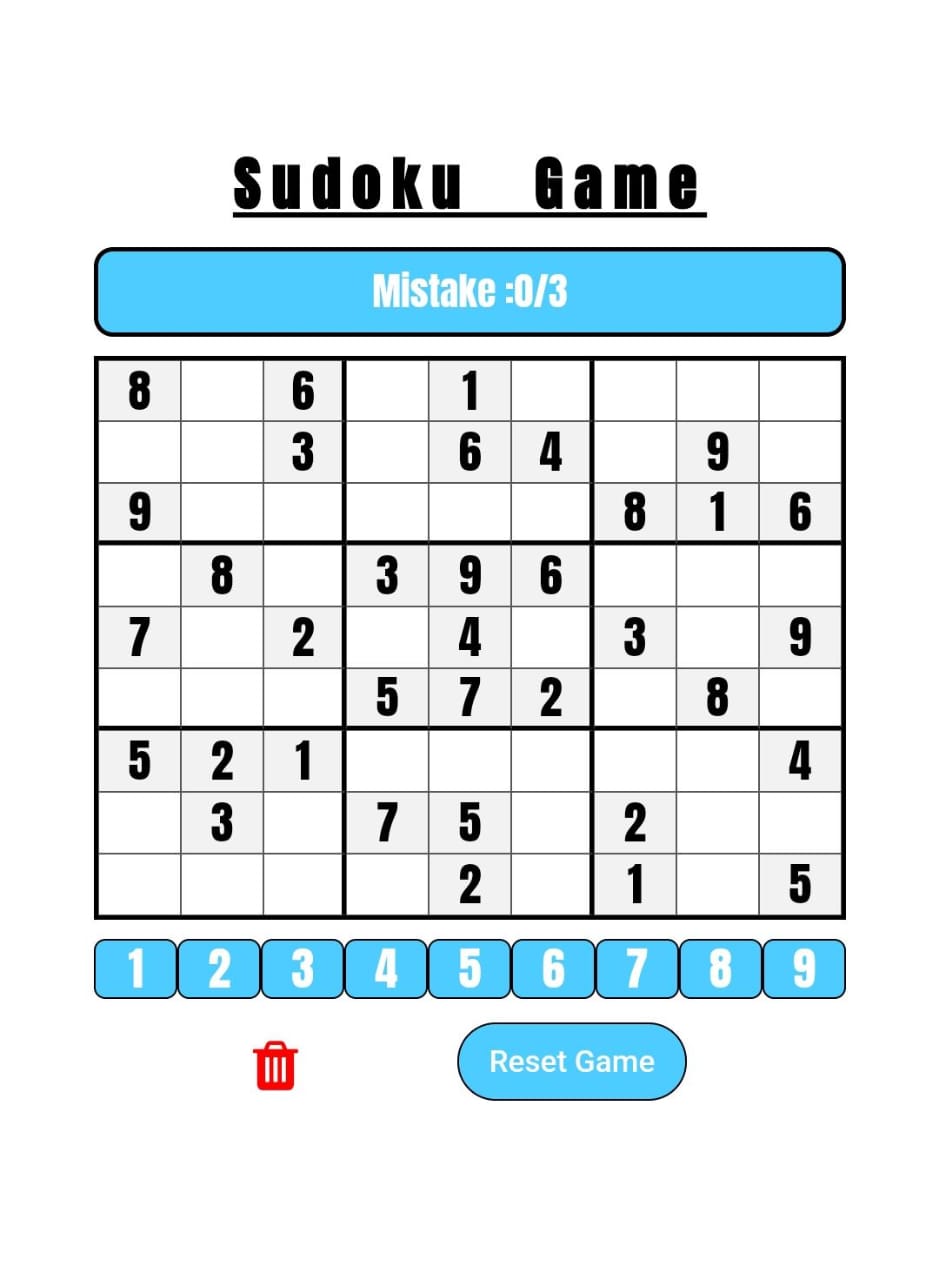 Sudoku Game
Mistake :0/3
8 6 1
3 6 4 9
9 8 1 6
8 3 9 6
7 2 4 3 9
5 7 2 8
5 2 1 4
3 7 5 2
2 1 5
1 2 3 4 5 6 7 8 9
Reset Game